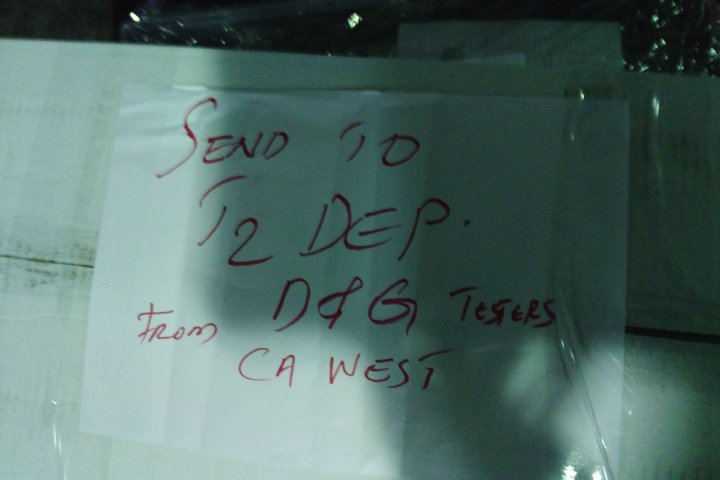 SEND TO
T2 DEP.
D&G TESTERS
FROM
CA WEST